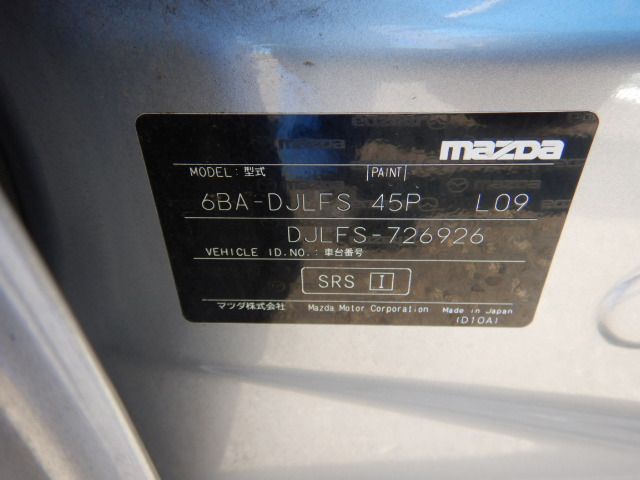 mazda
MODEL:型式 PAINT
6BA-DJLFS 45P L09
DJLFS-726926
VEHICLE ID.NO.:車台番号
SRS I
マツダ株式会社 Mazda Motor Corporation Made in Japan
ID10A1